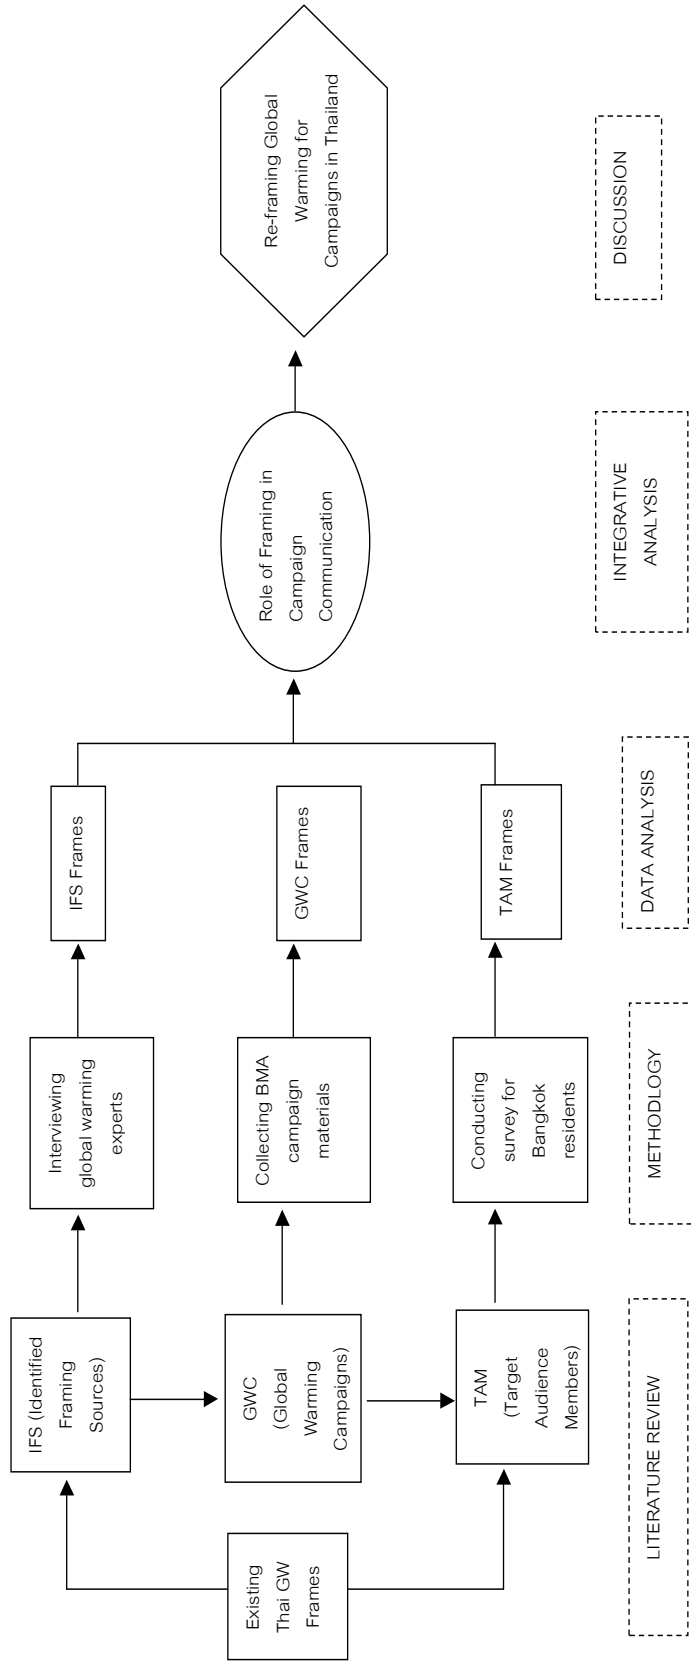 Existing
Thai GW
Frames
IFS (Identified
Framing
Sources)
GWC
(Global
Warming
Campaigns)
TAM
(Target
Audience
Members)
Interviewing
global warming
experts
Collecting BMA
campaign
materials
Conducting
survey for
Bangkok
residents
IFS Frames
GWC Frames
TAM Frames
Role of Framing in
Campaign
Communication
Re-framing Global
Warming for
Campaigns in Thailand
LITERATURE REVIEW
METHODLOGY
DATA ANALYSIS
INTEGRATIVE
ANALYSIS
DISCUSSION